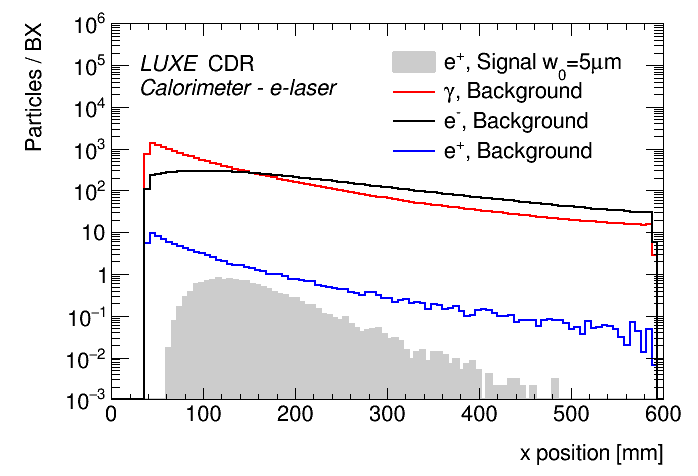 Particles / BX
10⁶
10⁵
10⁴
10³
10²
10
1
10⁻¹
10⁻²
10⁻³
LUXE CDR
Calorimeter - e-laser
e⁺, Signal w₀=5μm
γ, Background
e⁻, Background
e⁺, Background
0 100 200 300 400 500 600
x position [mm]